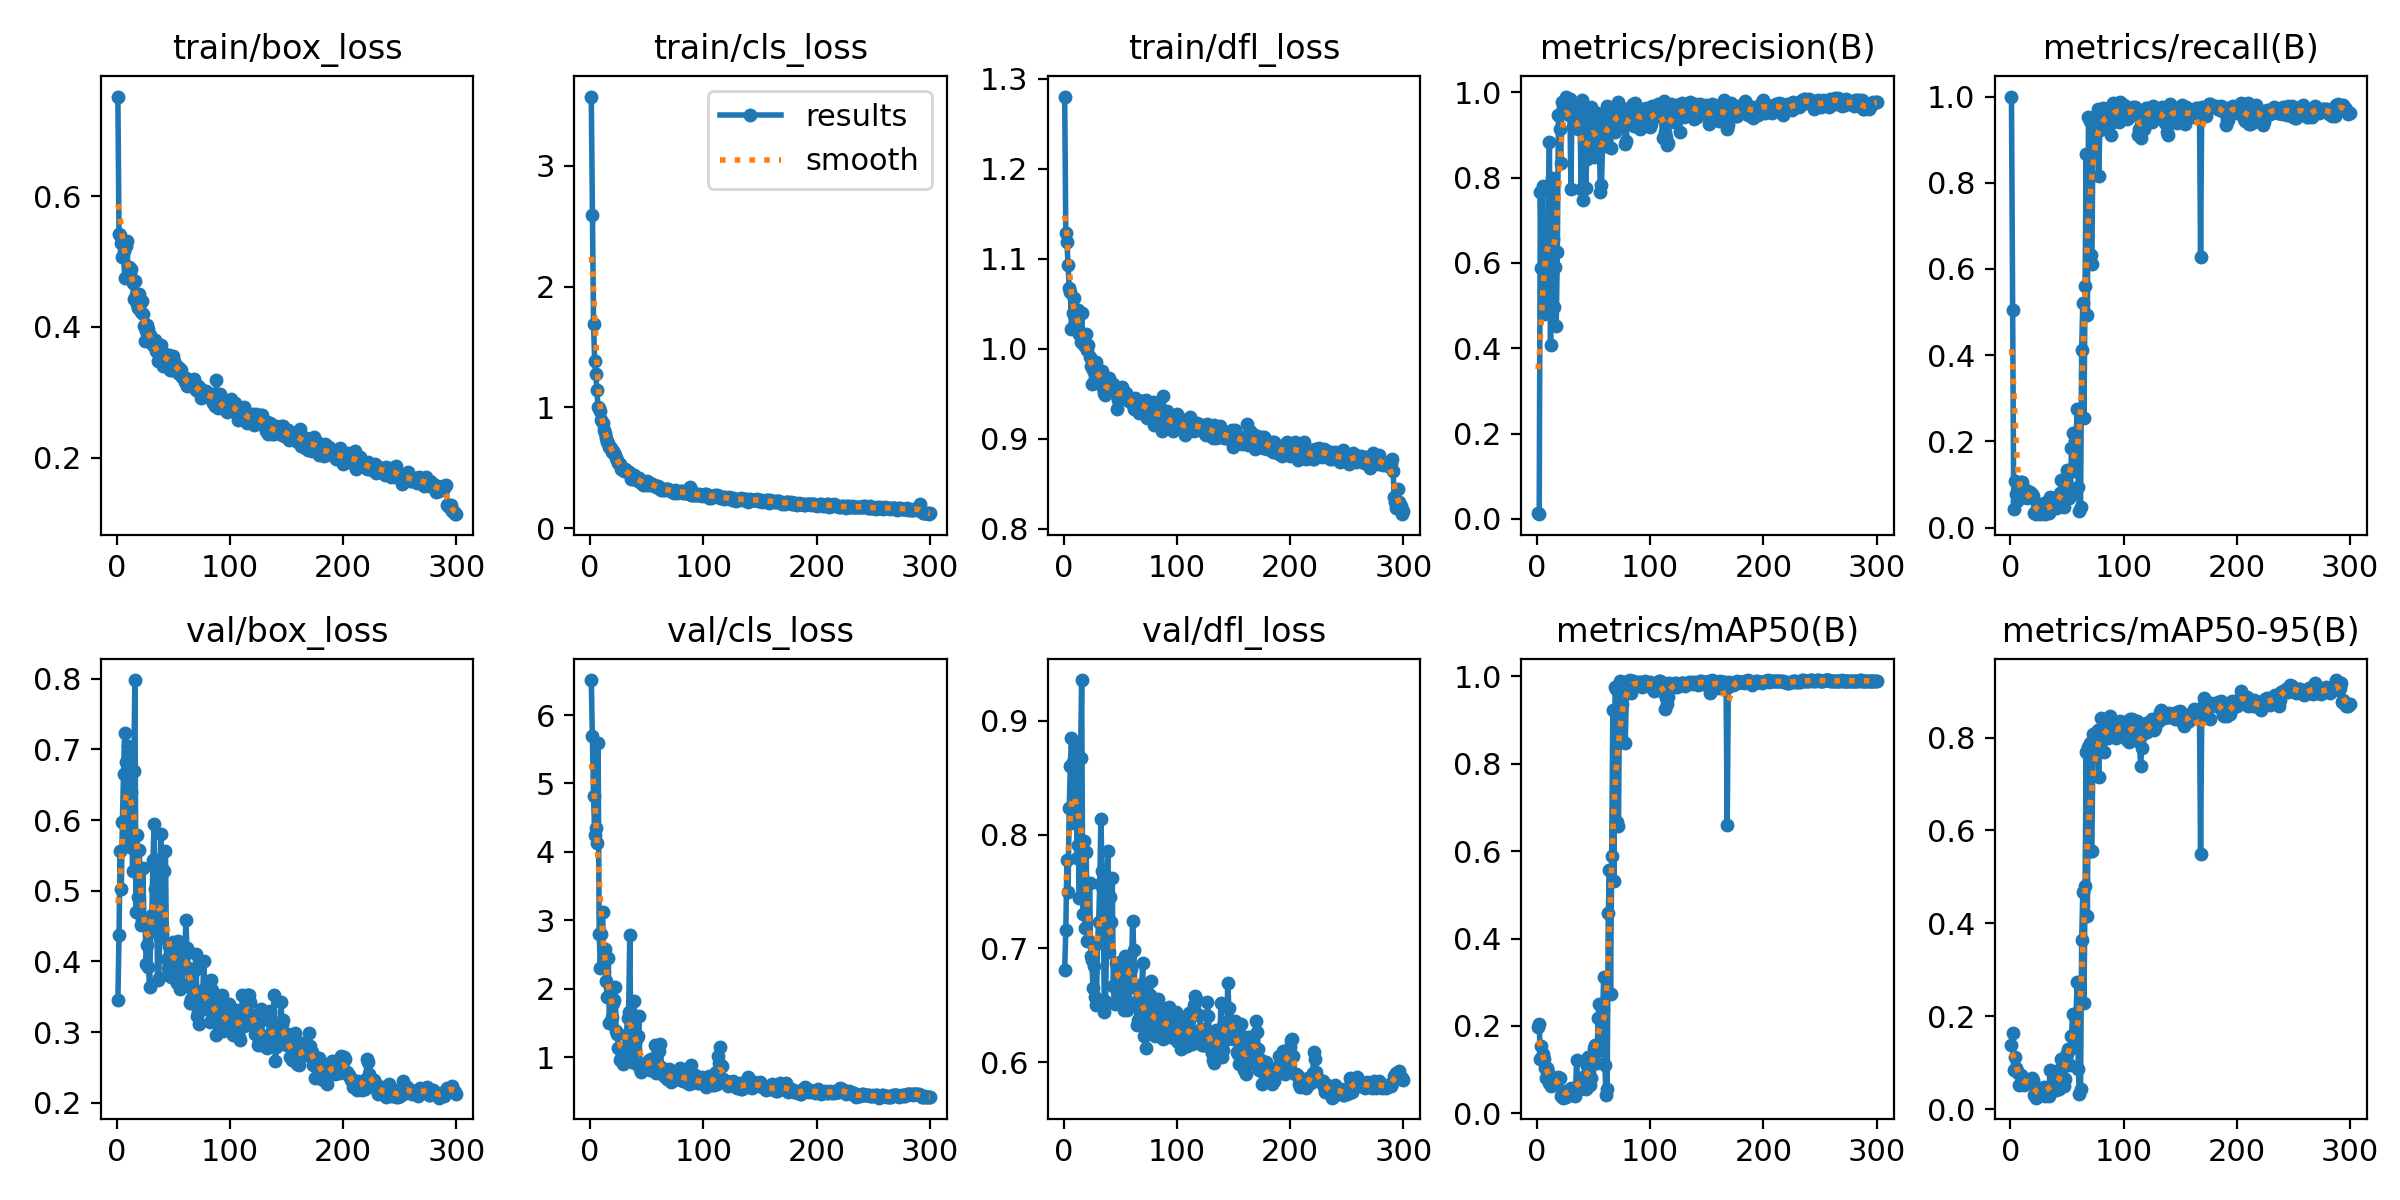 train/box_loss
0.6
0.4
0.2
0 100 200 300
train/cls_loss
results
smooth
3
2
1
0
0 100 200 300
train/dfl_loss
1.3
1.2
1.1
1.0
0.9
0.8
0 100 200 300
metrics/precision(B)
1.0
0.8
0.6
0.4
0.2
0.0
0 100 200 300
metrics/recall(B)
1.0
0.8
0.6
0.4
0.2
0.0
0 100 200 300
val/box_loss
0.8
0.7
0.6
0.5
0.4
0.3
0.2
0 100 200 300
val/cls_loss
6
5
4
3
2
1
0 100 200 300
val/dfl_loss
0.9
0.8
0.7
0.6
0 100 200 300
metrics/mAP50(B)
1.0
0.8
0.6
0.4
0.2
0.0
0 100 200 300
metrics/mAP50-95(B)
0.8
0.6
0.4
0.2
0.0
0 100 200 300